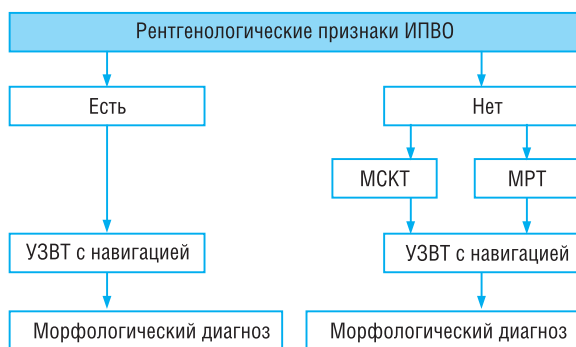 Рентгенологические признаки ИПВО
Есть
Нет
МСКТ
МРТ
УЗВТ с навигацией
УЗВТ с навигацией
Морфологический диагноз
Морфологический диагноз